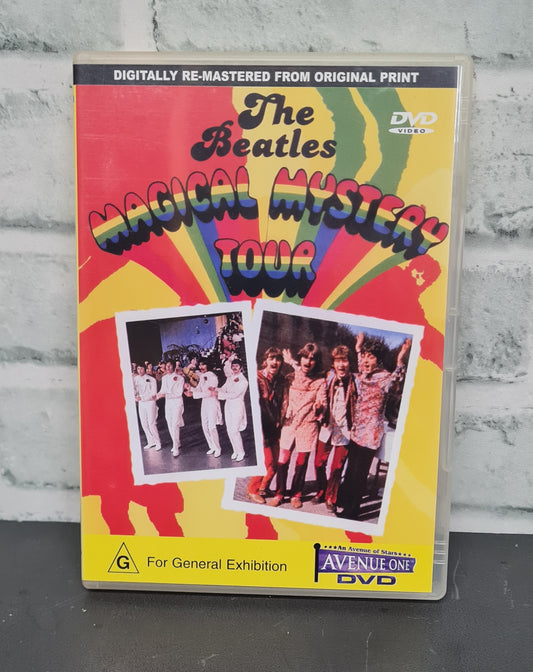 DIGITALLY RE-MASTERED FROM ORIGINAL PRINT
The
Beatles
DVD
VIDEO
MAGICAL MYSTERY
TOUR
G
For General Exhibition
An Avenue of Stars
AVENUE ONE
DVD